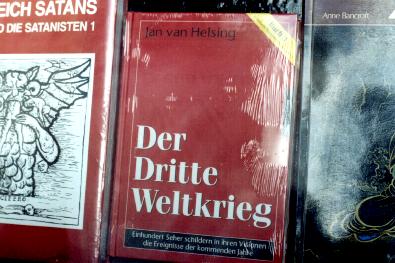 EICH SATANS
D DIE SATANISTEN 1
Jan van Helsing
Der
Dritte
Weltkrieg
Einhundert Seher schildern in ihren Visionen
die Ereignisse der kommenden Jahre
Anne Bancroft